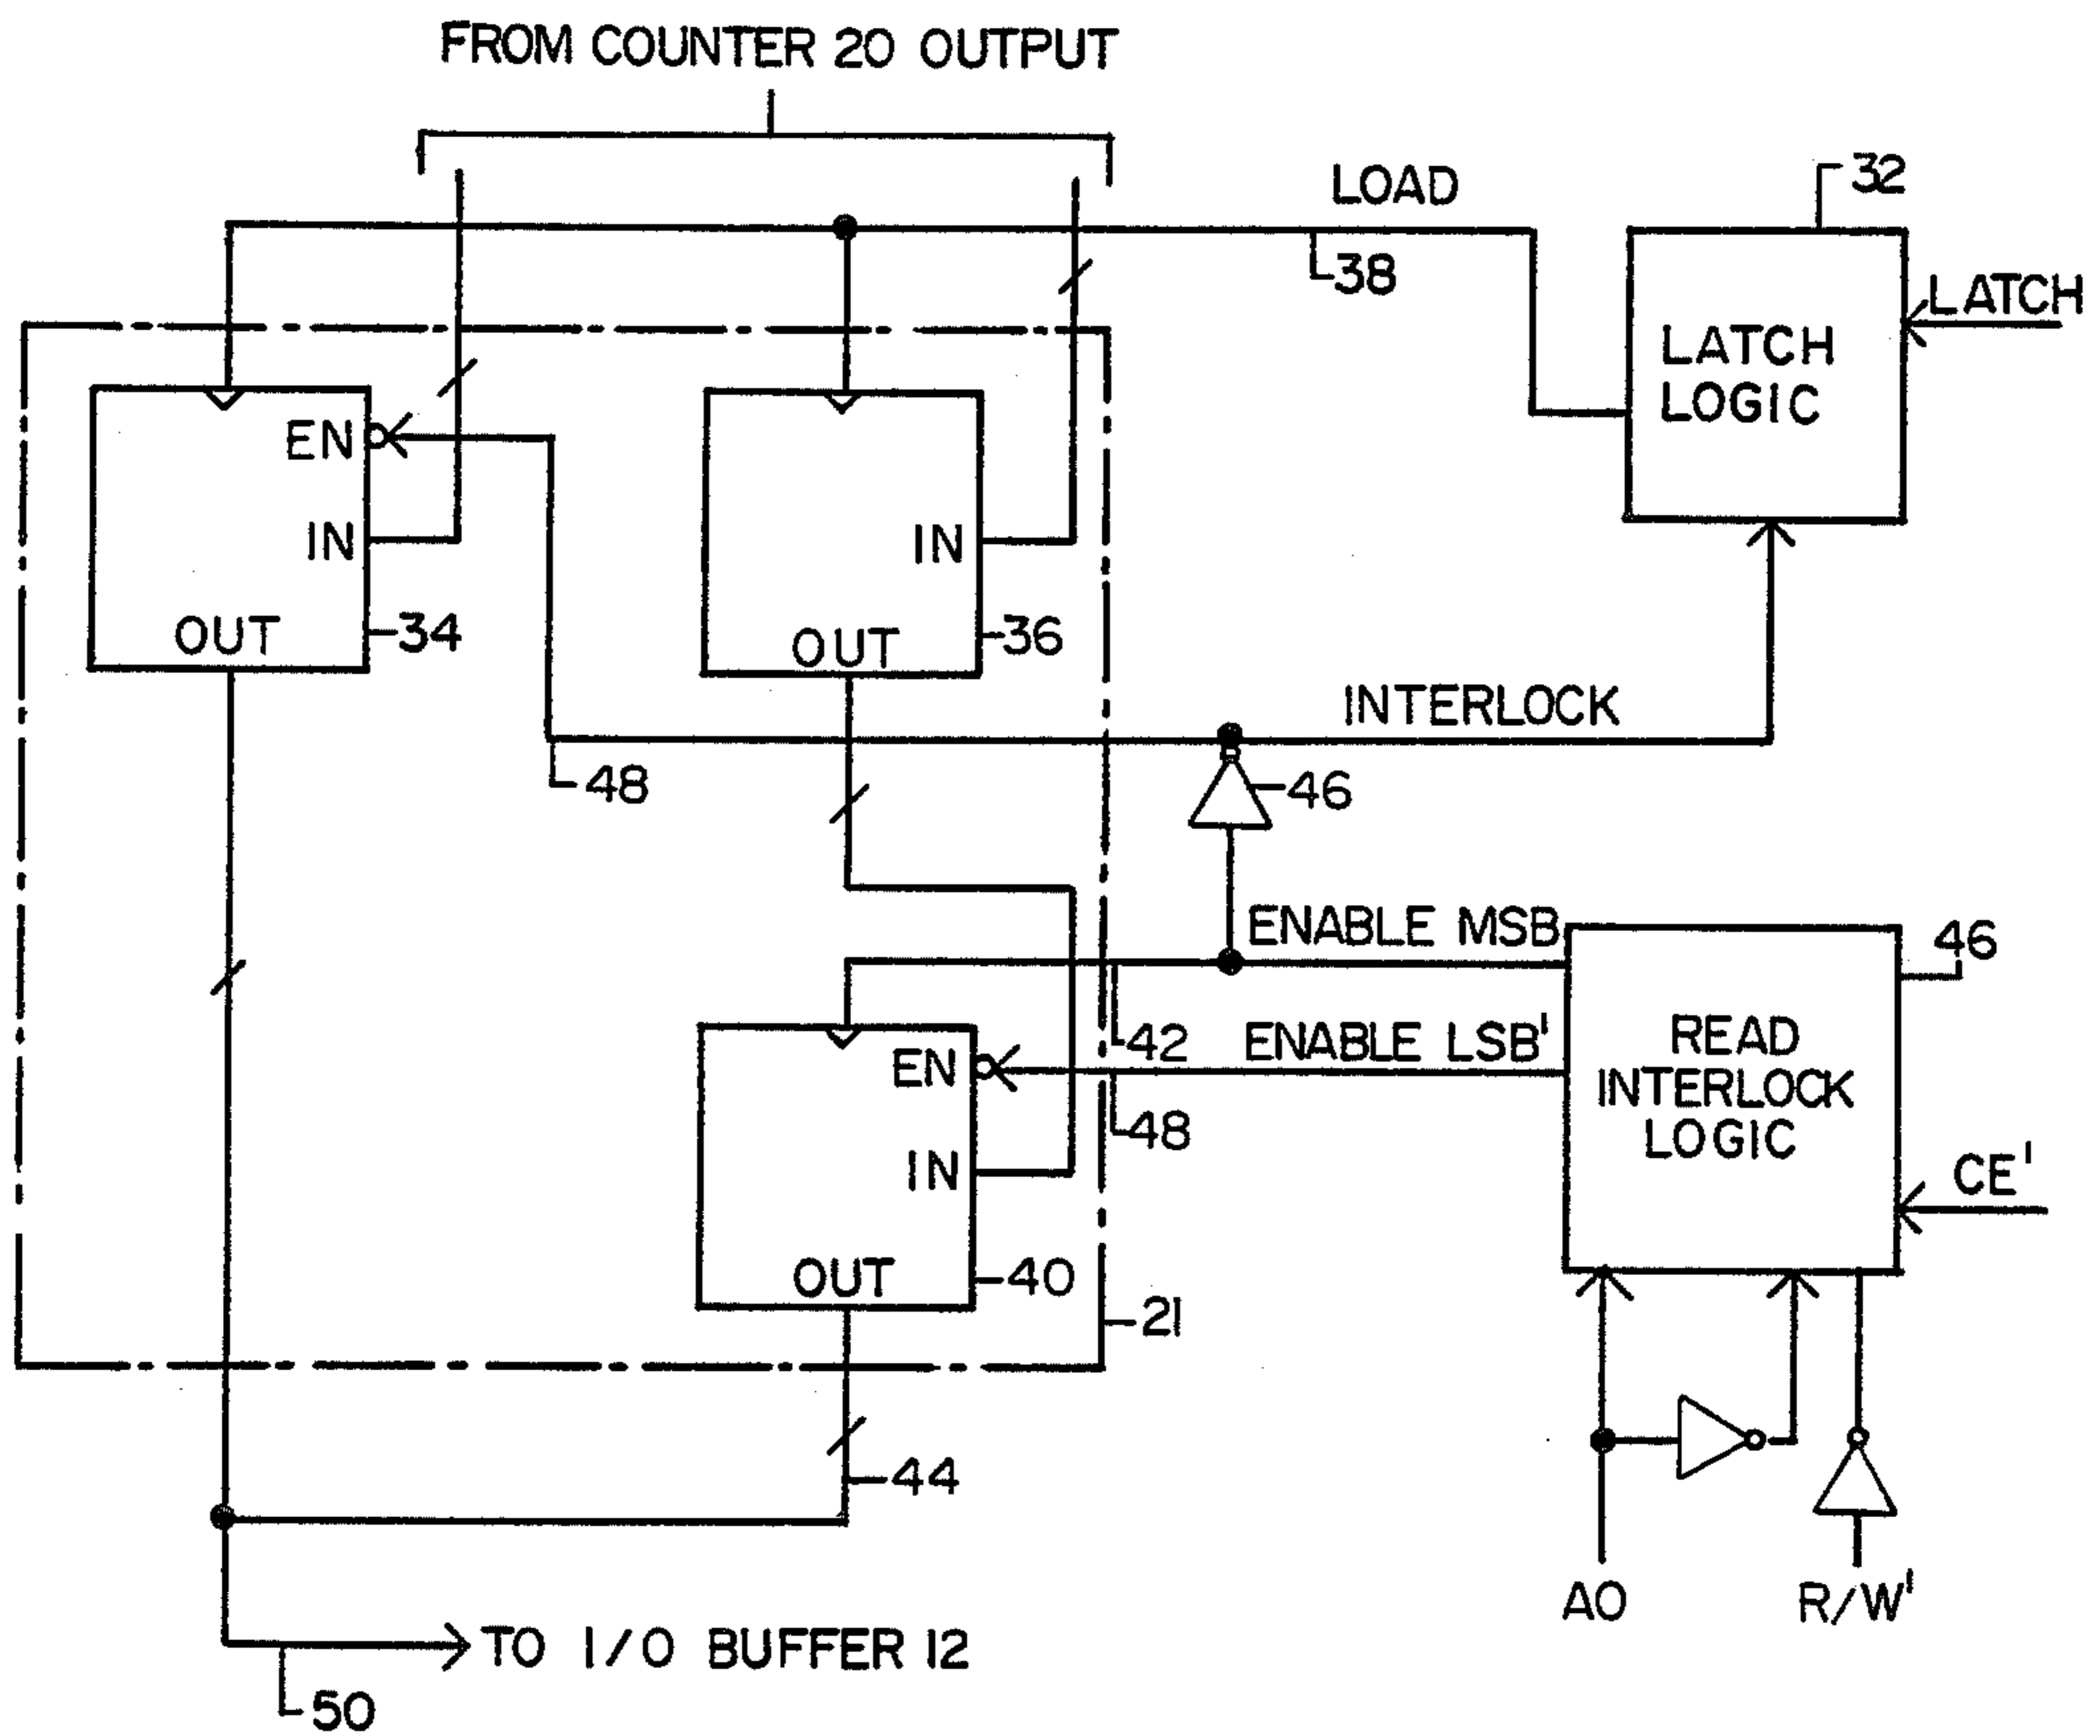 FROM COUNTER 20 OUTPUT
LOAD
32
38
LATCH
LATCH
LOGIC
EN
IN
OUT
34
IN
OUT
36
INTERLOCK
48
46
ENABLE MSB
46
42
ENABLE LSB'
READ
INTERLOCK
LOGIC
EN
48
IN
CE'
OUT
40
21
44
AO
R/W'
TO I/O BUFFER 12
50